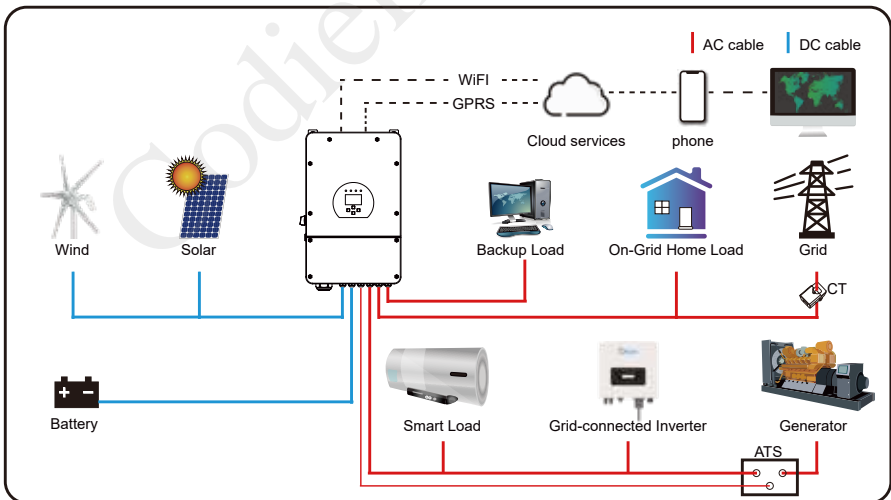 AC cable
DC cable
WiFI
GPRS
Cloud services
phone
Wind
Solar
Backup Load
On-Grid Home Load
Grid
CT
Battery
Smart Load
Grid-connected Inverter
Generator
ATS